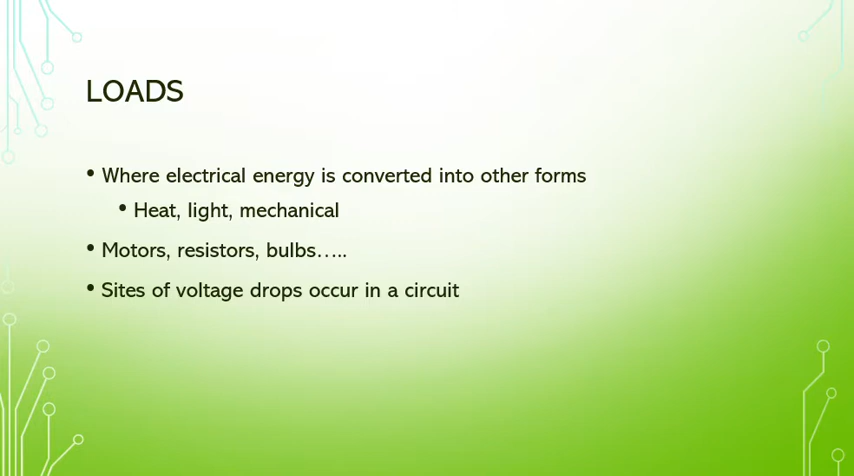 LOADS
• Where electrical energy is converted into other forms
• Heat, light, mechanical
• Motors, resistors, bulbs…..
• Sites of voltage drops occur in a circuit